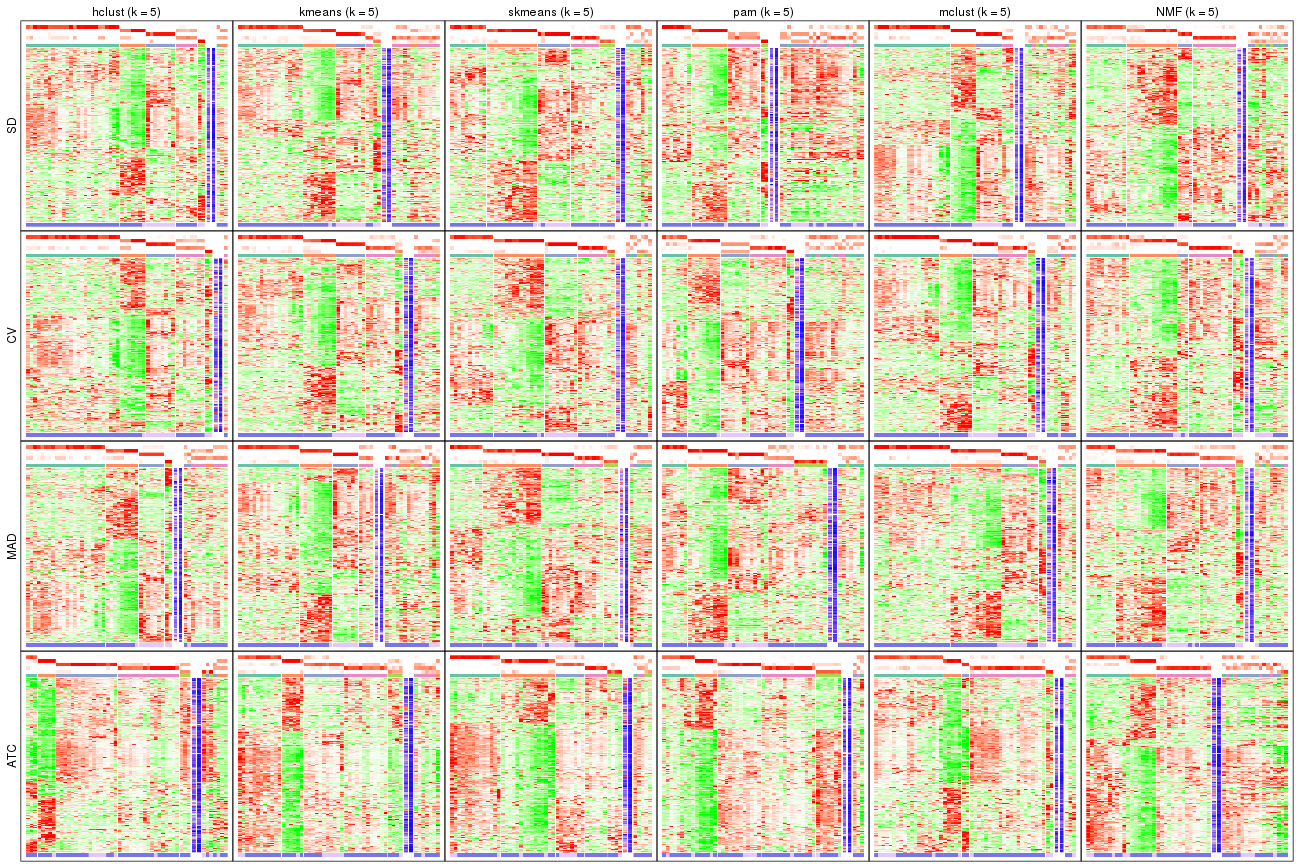 hclust (k = 5) kmeans (k = 5) skmeans (k = 5) pam (k = 5) mclust (k = 5) NMF (k = 5)
SD
CV
MAD
ATC